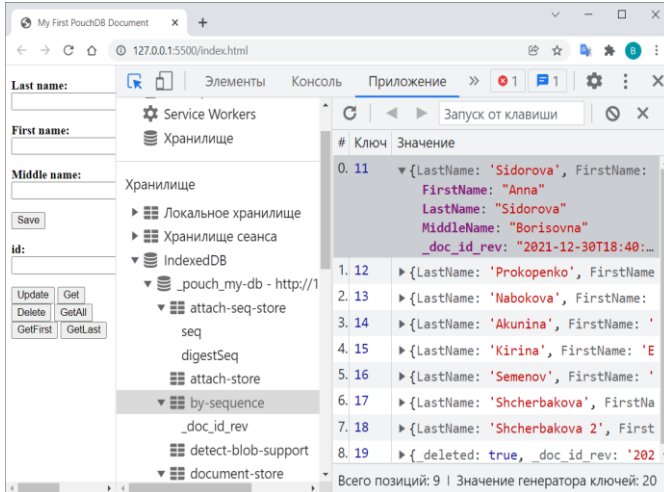 My First PouchDB Document
127.0.0.1:5500/index.html
B
Last name:
First name:
Middle name:
Save
id:
Update Get
Delete GetAll
GetFirst GetLast
Элементы Консоль Приложение » 1 1
Service Workers
Хранилище
Хранилище
Локальное хранилище
Хранилище сеанса
IndexedDB
_pouch_my-db - http://1
attach-seq-store
seq
digestSeq
attach-store
by-sequence
_doc_id_rev
detect-blob-support
document-store
Запуск от клавиши
# Ключ Значение
0. 11 {LastName: 'Sidorova', FirstName:
FirstName: "Anna"
LastName: "Sidorova"
MiddleName: "Borisovna"
_doc_id_rev: "2021-12-30T18:40:…
1. 12 {LastName: 'Prokopenko', FirstName
2. 13 {LastName: 'Nabokova', FirstName:
3. 14 {LastName: 'Akunina', FirstName: '
4. 15 {LastName: 'Kirina', FirstName: 'E
5. 16 {LastName: 'Semenov', FirstName: '
6. 17 {LastName: 'Shcherbakova', FirstNa
7. 18 {LastName: 'Shcherbakova 2', First
8. 19 {_deleted: true, _doc_id_rev: '202
Всего позиций: 9 | Значение генератора ключей: 20